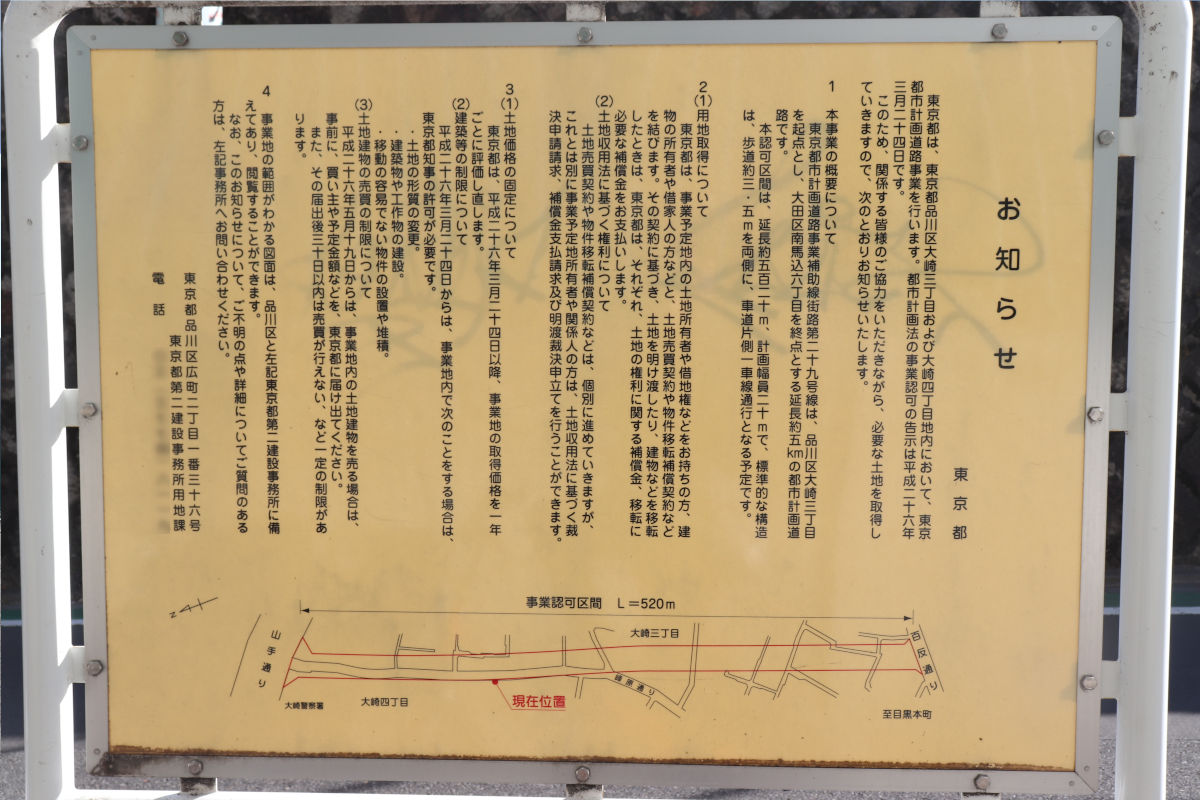 お知らせ
東京都
東京都は、東京都品川区大崎三丁目および大崎四丁目地内において、東京
都市計画道路事業を行います。都市計画法の事業認可の告示は平成二十六年
三月二十四日です。
このため、関係する皆様のご協力をいただきながら、必要な土地を取得し
ていきますので、次のとおりお知らせいたします。
1 本事業の概要について
東京都市計画道路事業補助線街路第二十九号線は、品川区大崎三丁目
を起点とし、大田区南馬込六丁目を終点とする延長約五kmの都市計画道
路です。
本認可区間は、延長約五百二十m、計画幅員二十mで、標準的な構造
は、歩道約三・五mを両側に、車道片側一車線通行となる予定です。
2
(1)用地取得について
東京都は、事業予定地内の土地所有者や借地権などをお持ちの方、建
物の所有者や借家人の方などと、土地売買契約や物件移転補償契約など
を結びます。その契約に基づき、土地を明け渡したり、建物などを移転
したときは、東京都は、それぞれ、土地の権利に関する補償金、移転に
必要な補償金をお支払いします。
(2)土地収用法に基づく権利について
土地売買契約や物件移転補償契約などは、個別に進めていきますが、
これとは別に事業予定地所有者や関係人の方は、土地収用法に基づく裁
決申請請求、補償金支払請求及び明渡裁決申立てを行うことができます。
3
(1)土地価格の固定について
東京都は、平成二十六年三月二十四日以降、事業地の取得価格を一年
ごとに評価し直します。
(2)建築等の制限について
平成二十六年三月二十四日からは、事業地内で次のことをする場合は、
東京都知事の許可が必要です。
・土地の形質の変更。
・建築物や工作物の建設。
・移動の容易でない物件の設置や堆積。
(3)土地建物の売買の制限について
平成二十六年五月十九日からは、事業地内の土地建物を売る場合は、
事前に、買い主や予定金額などを、東京都に届け出てください。
また、その届出後三十日以内は売買が行えない、など一定の制限があ
ります。
4 事業地の範囲がわかる図面は、品川区と左記東京都第二建設事務所に備
えてあり、閲覧することができます。
なお、このお知らせについて、ご不明の点や詳細についてご質問のある
方は、左記事務所へお問い合わせください。
東京都品川区広町二丁目一番三十六号
東京都第二建設事務所用地課
電話
事業認可区間 L=520m
N
山手通り
大崎三丁目
百反通り
峰原通り
現在位置
大崎警察署
大崎四丁目
至目黒本町